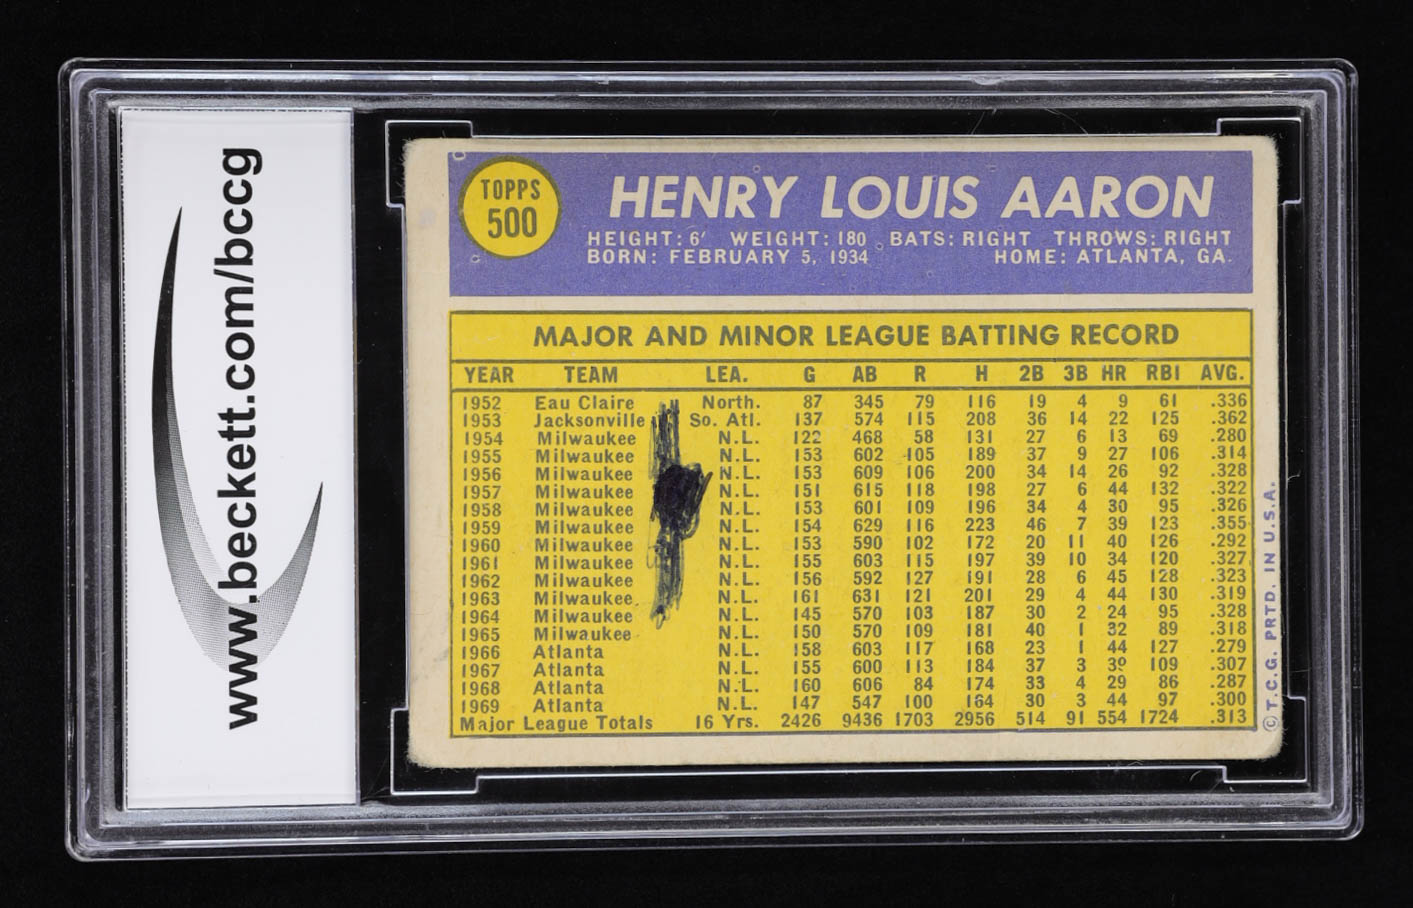 www.beckett.com/bccg
TOPPS
500
HENRY LOUIS AARON
HEIGHT: 6' WEIGHT: 180 BATS: RIGHT THROWS: RIGHT
BORN: FEBRUARY 5, 1934 HOME: ATLANTA, GA.
MAJOR AND MINOR LEAGUE BATTING RECORD
YEAR TEAM LEA. G AB R H 2B 3B HR RBI AVG.
1952 Eau Claire North. 87 345 79 116 19 4 9 61 .336
1953 Jacksonville So. Atl. 137 574 115 208 36 14 22 125 .362
1954 Milwaukee N.L. 122 468 58 131 27 6 13 69 .280
1955 Milwaukee N.L. 153 602 105 189 37 9 27 106 .314
1956 Milwaukee N.L. 153 609 106 200 34 14 26 92 .328
1957 Milwaukee N.L. 151 615 118 198 27 6 44 132 .322
1958 Milwaukee N.L. 153 601 109 196 34 4 30 95 .326
1959 Milwaukee N.L. 154 629 116 223 46 7 39 123 .355
1960 Milwaukee N.L. 153 590 102 172 20 11 40 126 .292
1961 Milwaukee N.L. 155 603 115 197 39 10 34 120 .327
1962 Milwaukee N.L. 156 592 127 191 28 6 45 128 .323
1963 Milwaukee N.L. 161 631 121 201 29 4 44 130 .319
1964 Milwaukee N.L. 145 570 103 187 30 2 24 95 .328
1965 Milwaukee N.L. 150 570 109 181 40 1 32 89 .318
1966 Atlanta N.L. 158 603 117 168 23 1 44 127 .279
1967 Atlanta N.L. 155 600 113 184 37 3 39 109 .307
1968 Atlanta N.L. 160 606 84 174 33 4 29 86 .287
1969 Atlanta N.L. 147 547 100 164 30 3 44 97 .300
Major League Totals 16 Yrs. 2426 9436 1703 2956 514 91 554 1724 .313
© T.C.G. PRTD. IN U.S.A.